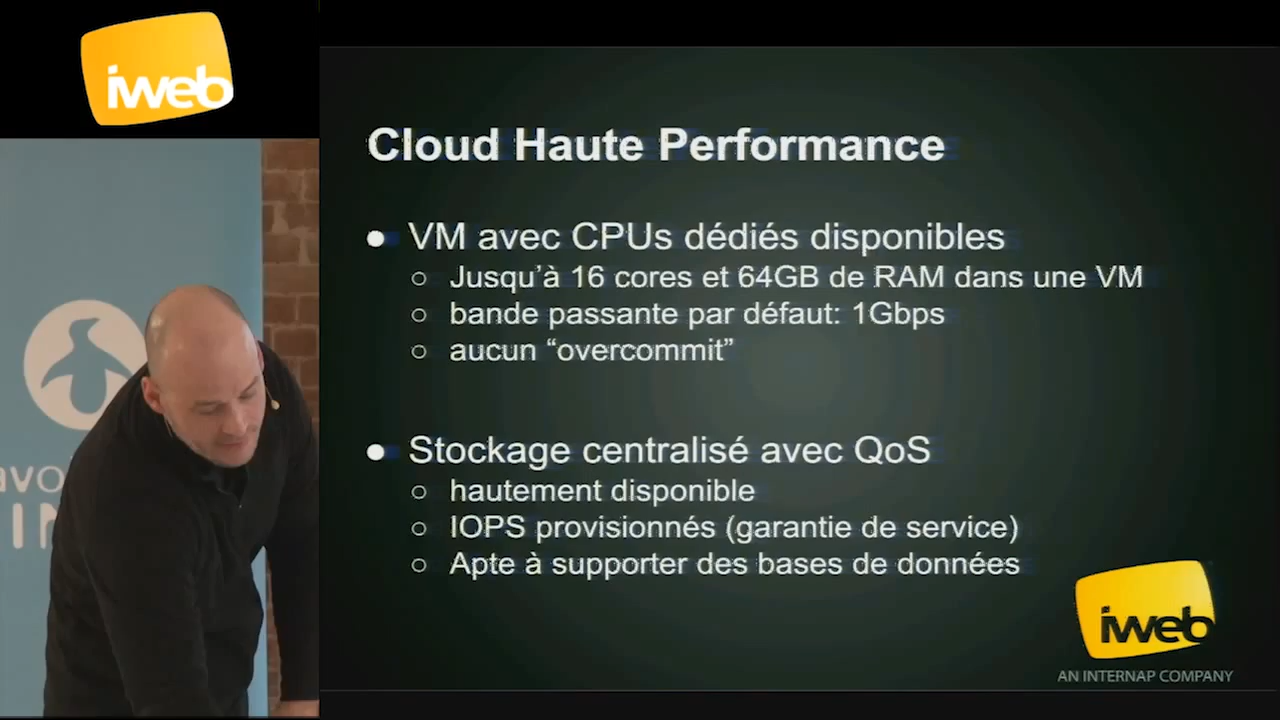 iweb
Cloud Haute Performance
● VM avec CPUs dédiés disponibles
○ Jusqu’à 16 cores et 64GB de RAM dans une VM
○ bande passante par défaut: 1Gbps
○ aucun “overcommit”
● Stockage centralisé avec QoS
○ hautement disponible
○ IOPS provisionnés (garantie de service)
○ Apte à supporter des bases de données
iweb
AN INTERNAP COMPANY